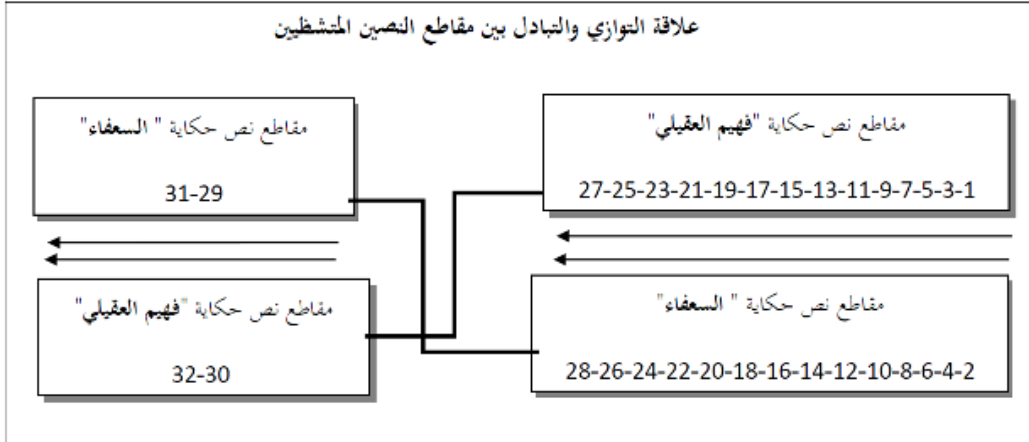 علاقة التوازي والتبادل بين مقاطع النصين المتشظيين
مقاطع نص حكاية "فهيم العقيلي"
27-25-23-21-19-17-15-13-11-9-7-5-3-1
مقاطع نص حكاية " السعفاء"
31-29
مقاطع نص حكاية " السعفاء"
28-26-24-22-20-18-16-14-12-10-8-6-4-2
مقاطع نص حكاية "فهيم العقيلي"
32-30